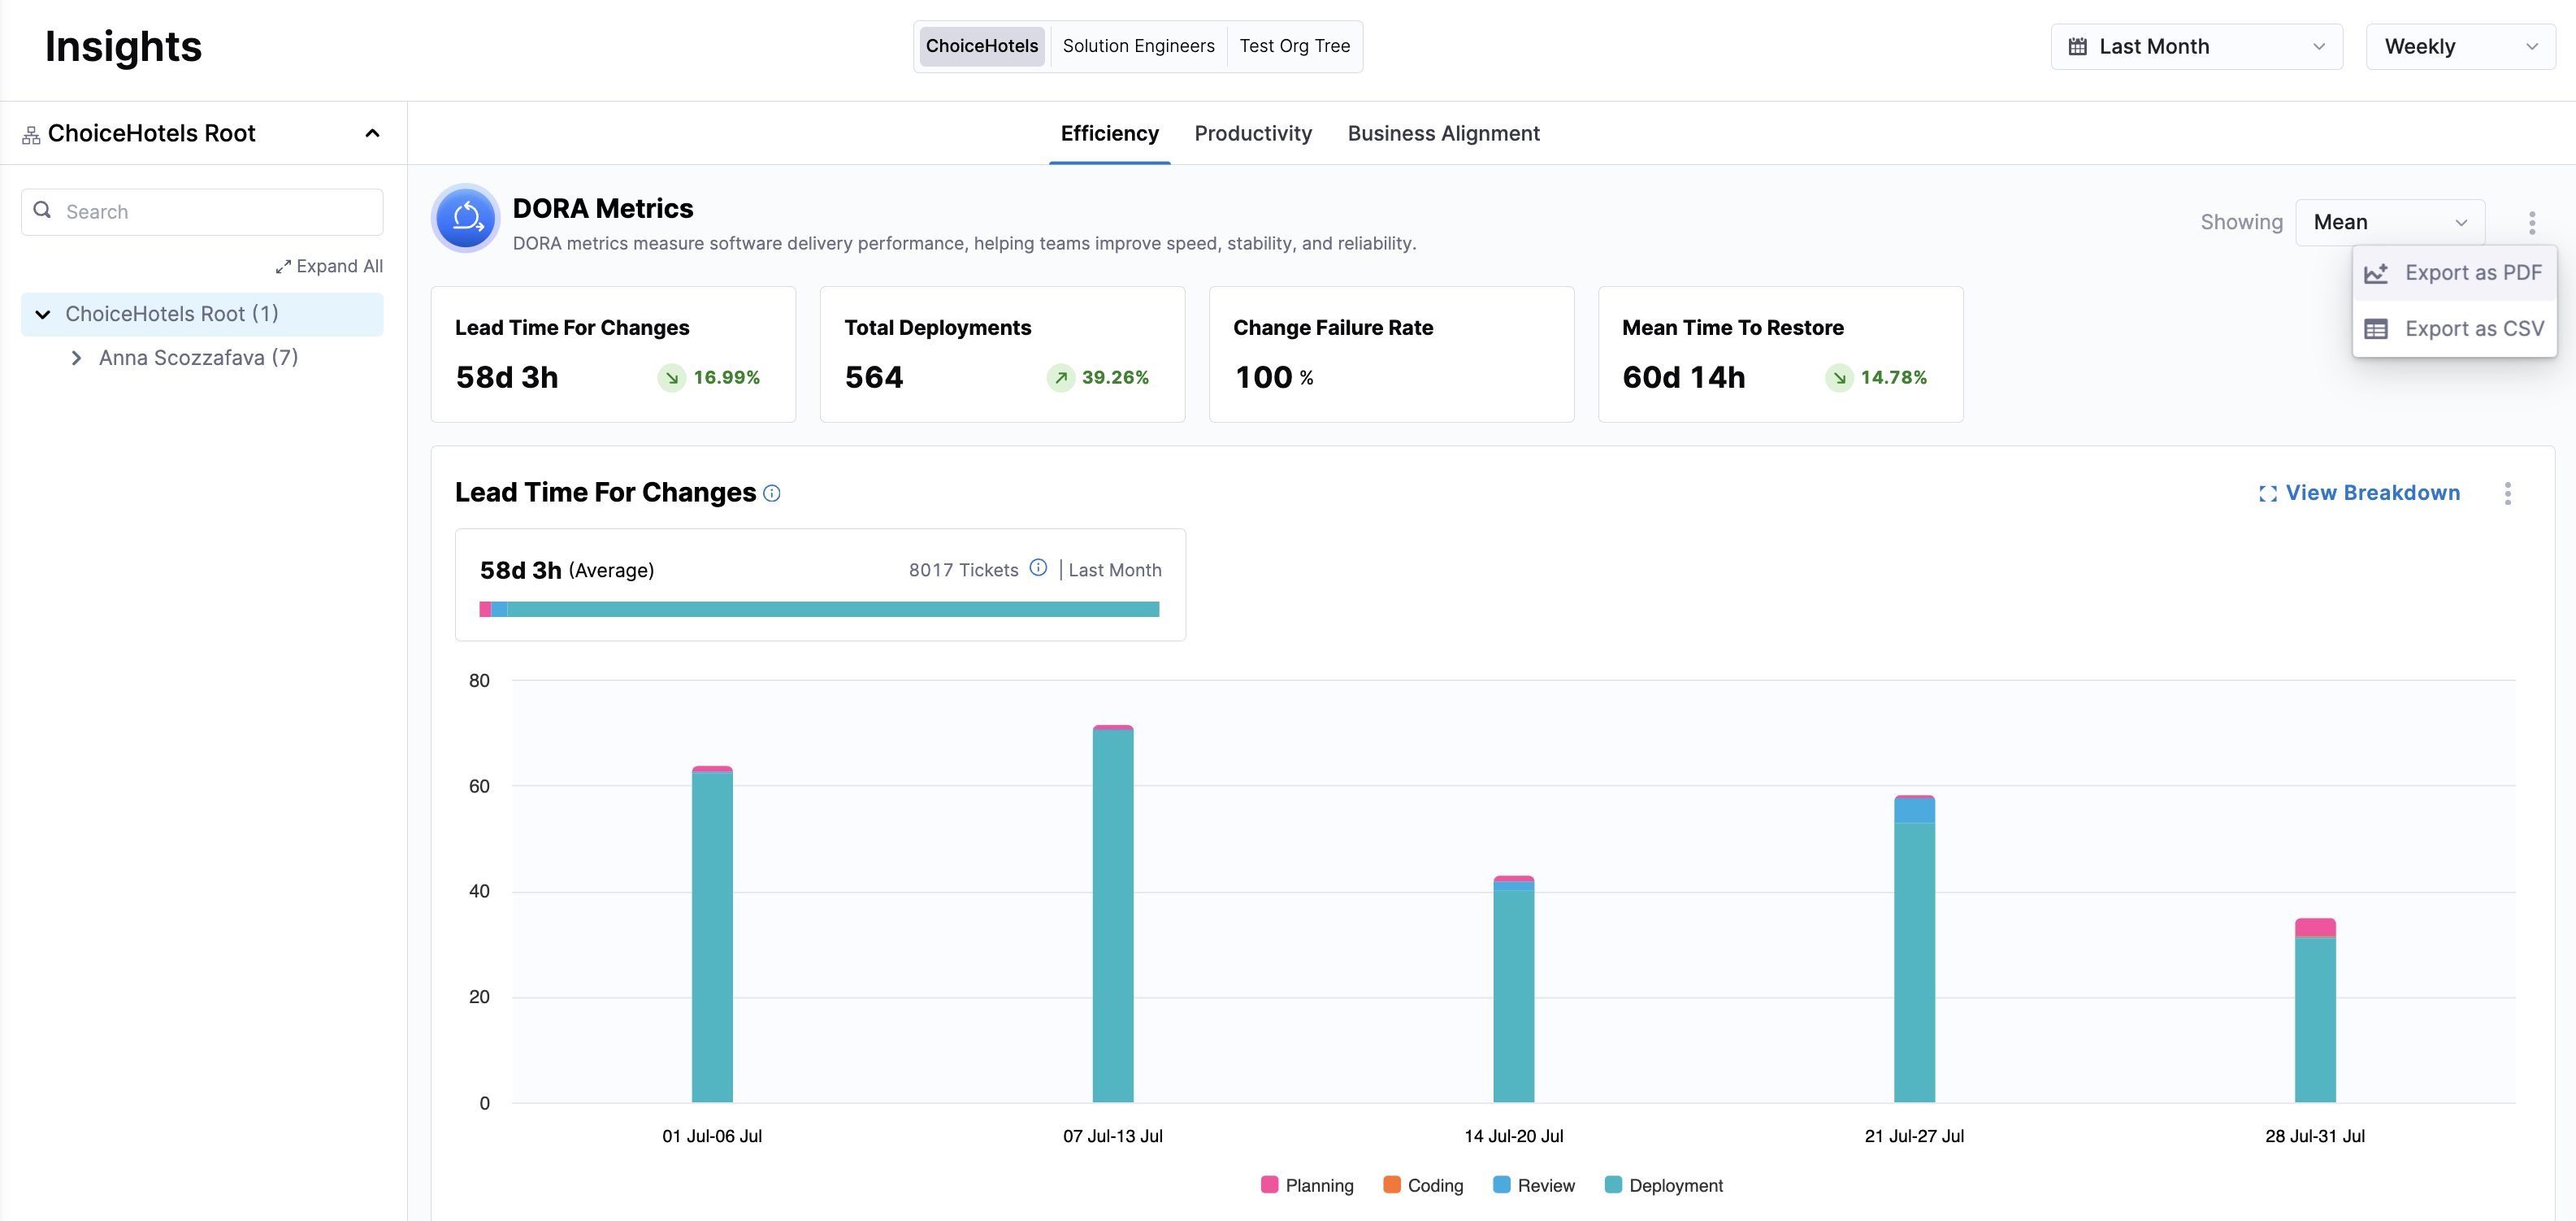 Insights
ChoiceHotels
Solution Engineers
Test Org Tree
Last Month
Weekly
ChoiceHotels Root
Efficiency
Productivity
Business Alignment
Search
Expand All
ChoiceHotels Root (1)
Anna Scozzafava (7)
DORA Metrics
DORA metrics measure software delivery performance, helping teams improve speed, stability, and reliability.
Showing
Mean
Export as PDF
Export as CSV
Lead Time For Changes
58d 3h
16.99%
Total Deployments
564
39.26%
Change Failure Rate
100 %
Mean Time To Restore
60d 14h
14.78%
Lead Time For Changes
View Breakdown
58d 3h (Average)
8017 Tickets
| Last Month
80
60
40
20
0
01 Jul-06 Jul
07 Jul-13 Jul
14 Jul-20 Jul
21 Jul-27 Jul
28 Jul-31 Jul
Planning
Coding
Review
Deployment